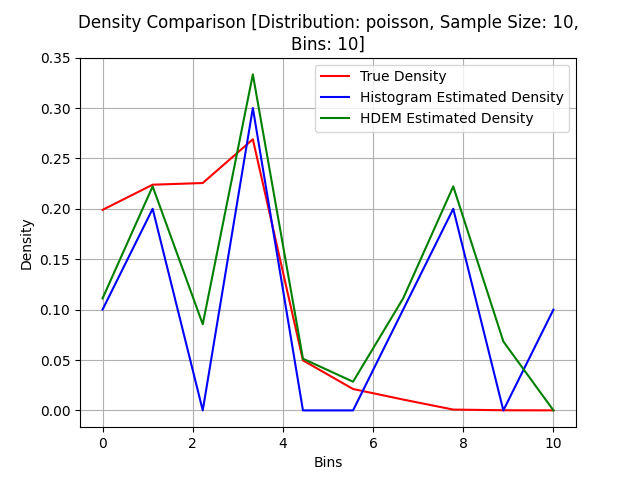 Density Comparison [Distribution: poisson, Sample Size: 10,
Bins: 10]
True Density
Histogram Estimated Density
HDEM Estimated Density
Density
0.35
0.30
0.25
0.20
0.15
0.10
0.05
0.00
0 2 4 6 8 10
Bins